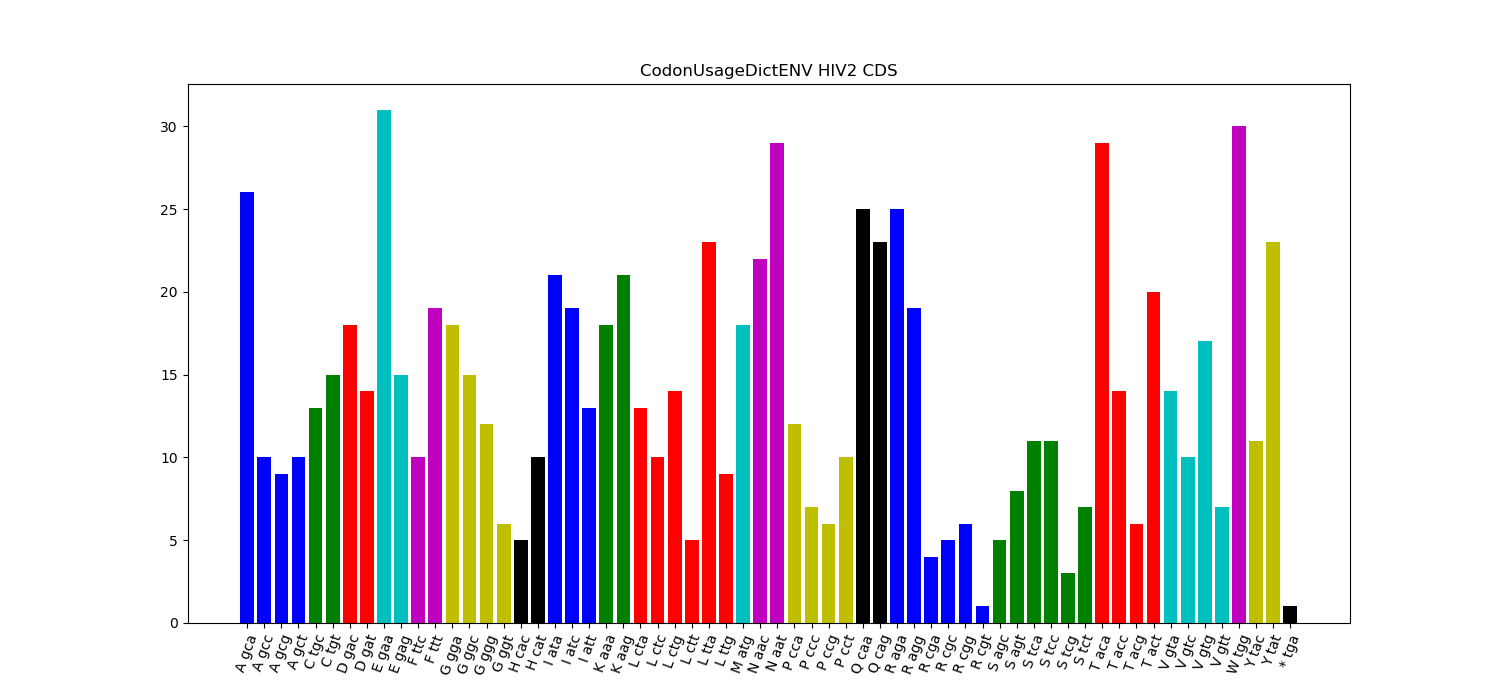 CodonUsageDictENV HIV2 CDS
30
25
20
15
10
5
0
A gca
A gcc
A gcg
A gct
C tgc
C tgt
D gac
D gat
E gaa
E gag
F ttc
F ttt
G gga
G ggc
G ggg
G ggt
H cac
H cat
I ata
I atc
I att
K aaa
K aag
L cta
L ctc
L ctg
L ctt
L tta
L ttg
M atg
N aac
N aat
P cca
P ccc
P ccg
P cct
Q caa
Q cag
R aga
R agg
R cga
R cgc
R cgg
R cgt
S agc
S agt
S tca
S tcc
S tcg
S tct
T aca
T acc
T acg
T act
V gta
V gtc
V gtg
V gtt
W tgg
Y tac
Y tat
* tga